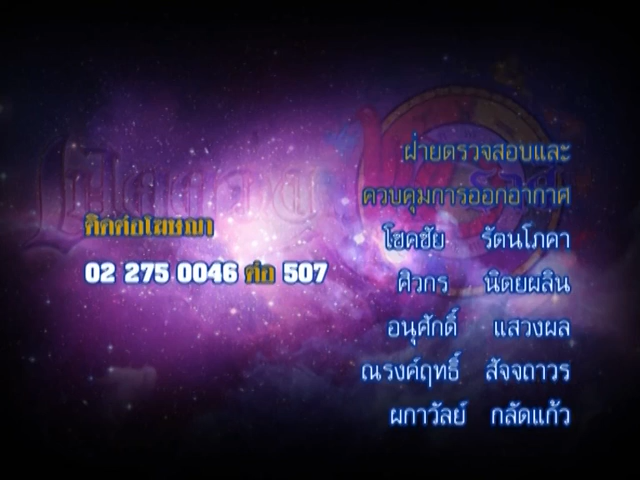 ติดต่อโฆษณา
02 275 0046 ต่อ 507
ฝ่ายตรวจสอบและ
ควบคุมการออกอากาศ
โชคชัย รัตนโภคา
ศิวกร นิตยผลิน
อนุศักดิ์ แสวงผล
ณรงค์ฤทธิ์ สัจจถาวร
ผกาวัลย์ กลัดแก้ว